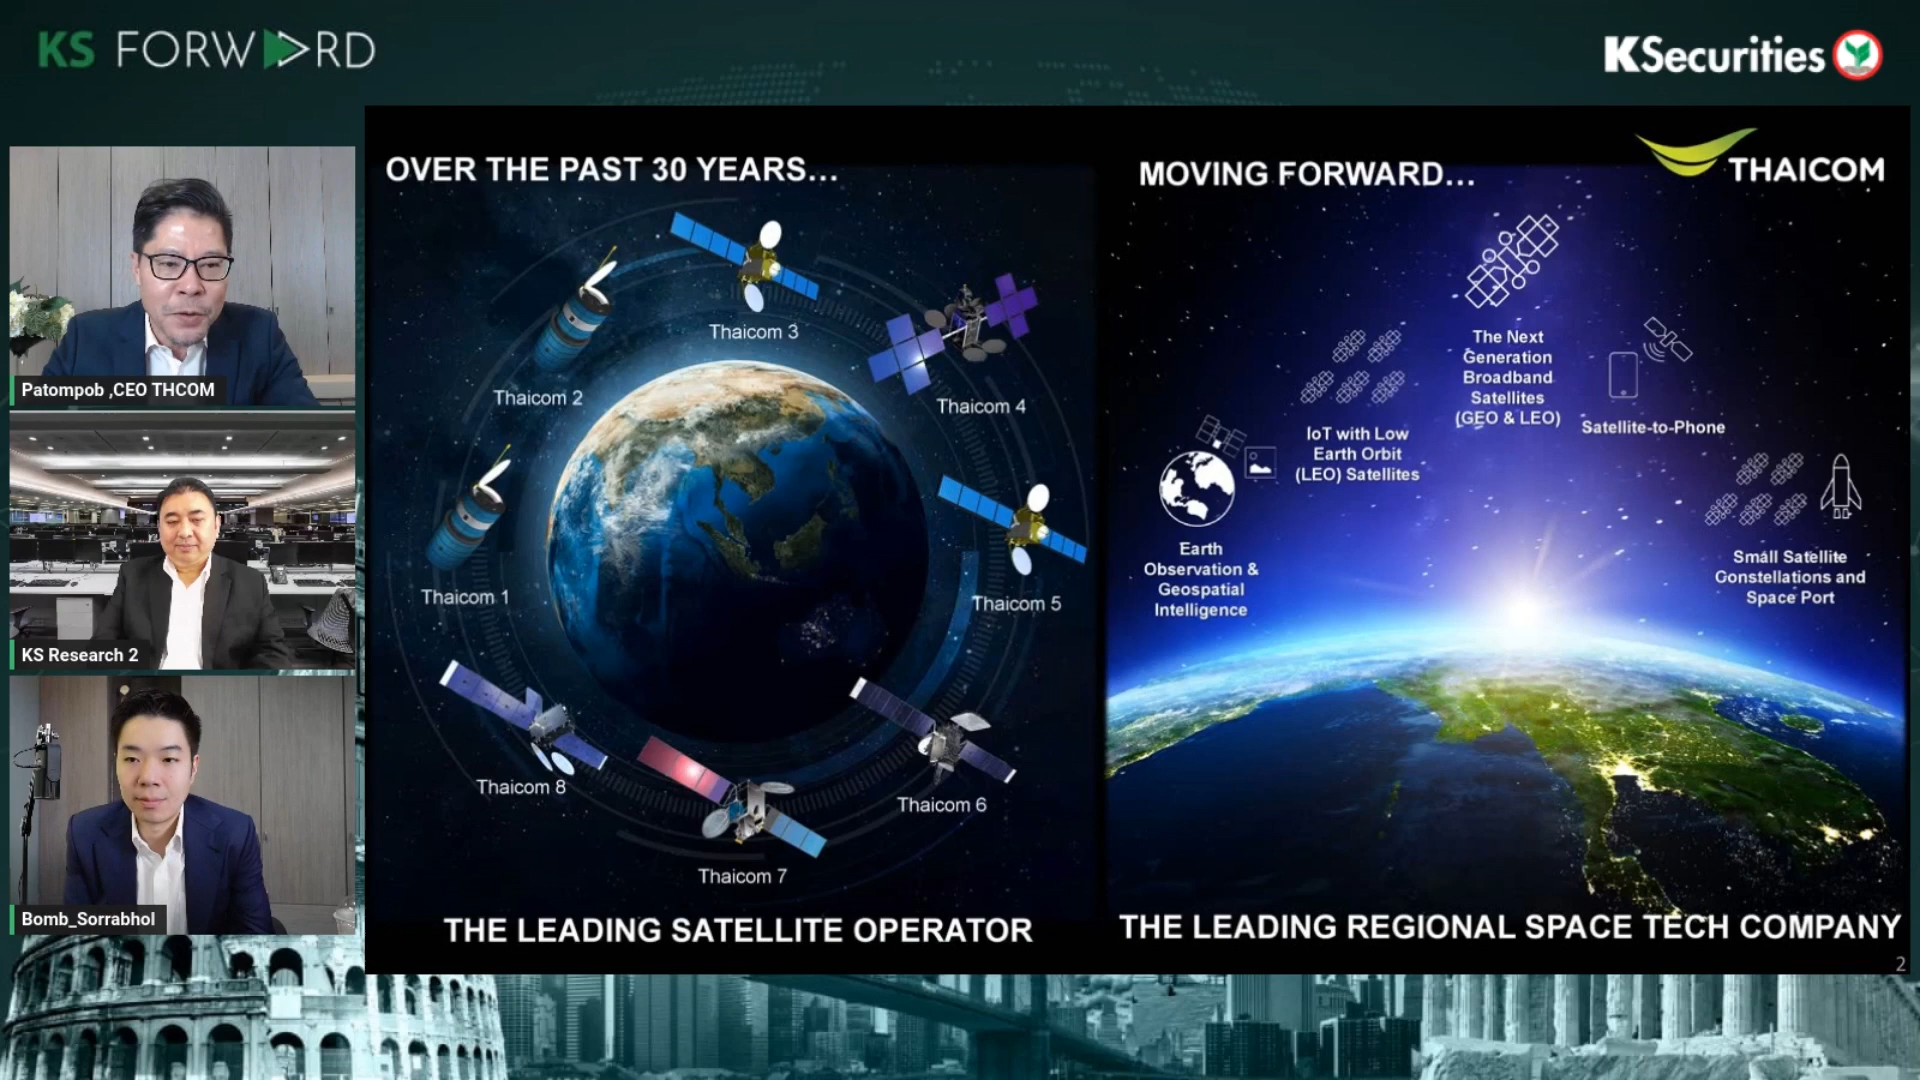 KS FORWARD
KSecurities
OVER THE PAST 30 YEARS...
MOVING FORWARD...
THAICOM
Patompob ,CEO THCOM
KS Research 2
Bomb_Sorrabhol
Thaicom 3
Thaicom 2
Thaicom 4
Thaicom 1
Thaicom 5
Thaicom 8
Thaicom 6
Thaicom 7
THE LEADING SATELLITE OPERATOR
The Next
Generation
Broadband
Satellites
(GEO & LEO)
Satellite-to-Phone
IoT with Low
Earth Orbit
(LEO) Satellites
Earth
Observation &
Geospatial
Intelligence
Small Satellite
Constellations and
Space Port
THE LEADING REGIONAL SPACE TECH COMPANY
2